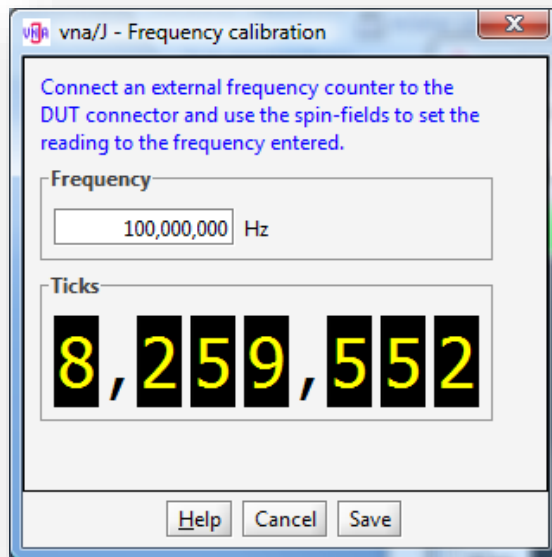 vna/J - Frequency calibration
Connect an external frequency counter to the
DUT connector and use the spin-fields to set the
reading to the frequency entered.
Frequency
100,000,000 Hz
Ticks
8,259,552
Help Cancel Save